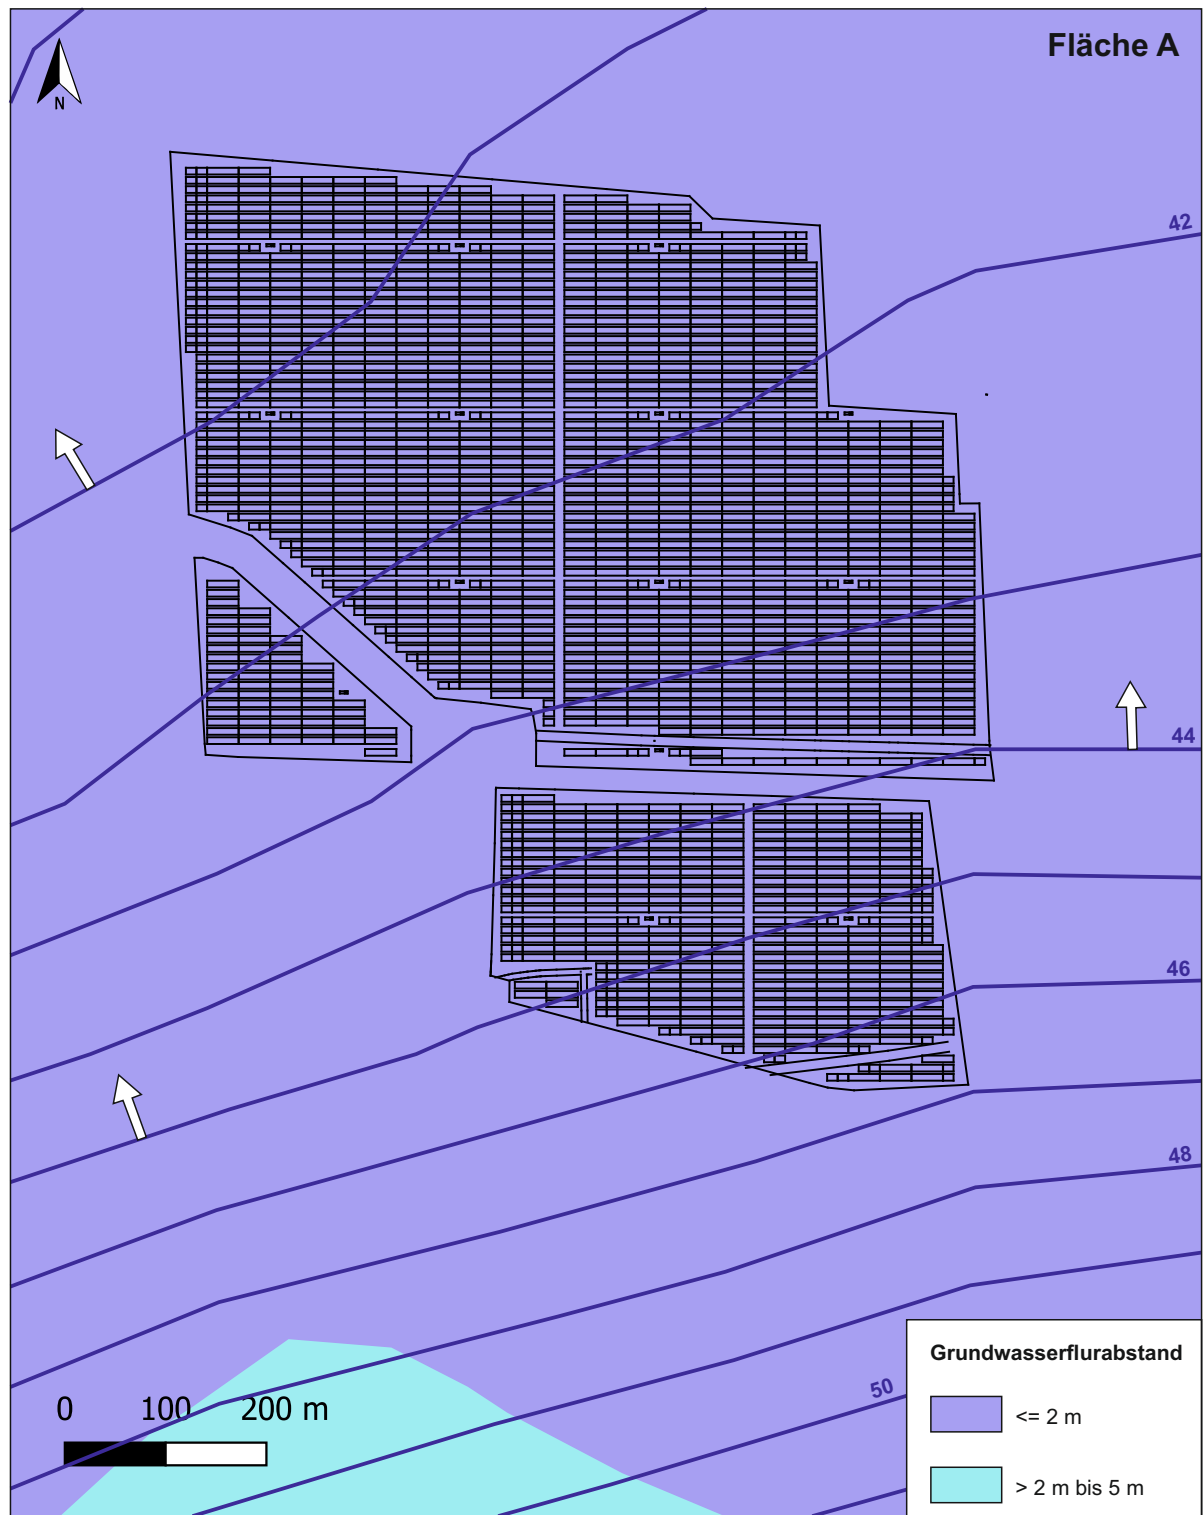 Fläche A
N
42
44
46
48
50
0 100 200 m
Grundwasserflurabstand
<= 2 m
> 2 m bis 5 m